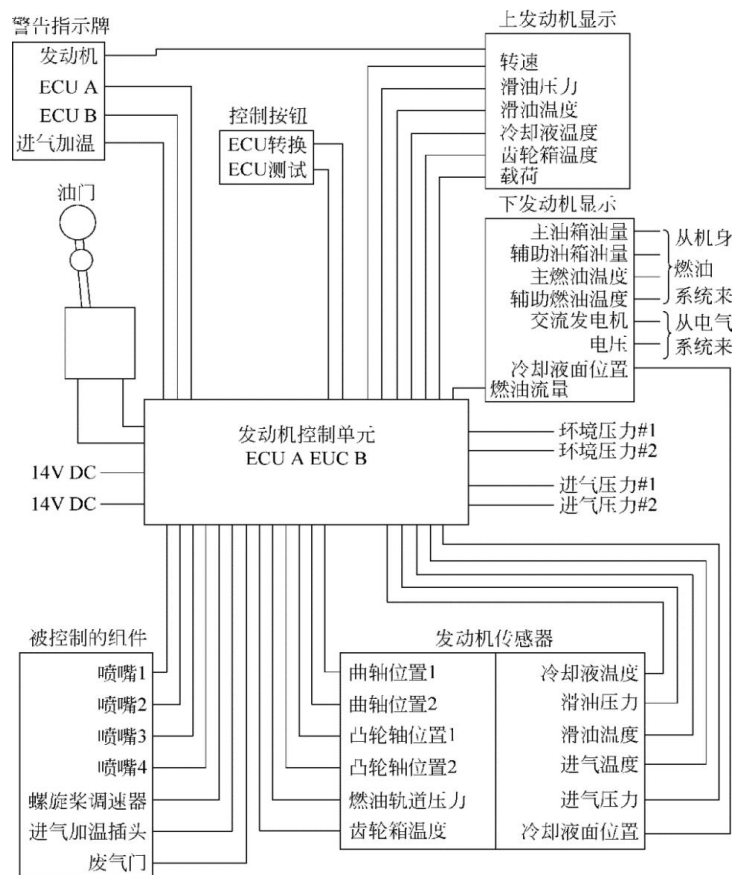 警告指示牌
发动机
ECU A
ECU B
进气加温
控制按钮
ECU转换
ECU测试
上发动机显示
转速
滑油压力
滑油温度
冷却液温度
齿轮箱温度
载荷
油门
下发动机显示
主油箱油量
辅助油箱油量
主燃油温度
辅助燃油温度
交流发电机
电压
冷却液面位置
燃油流量
从机身
燃油
系统来
从电气
系统来
发动机控制单元
ECU A EUC B
14V DC
14V DC
环境压力#1
环境压力#2
进气压力#1
进气压力#2
被控制的组件
喷嘴1
喷嘴2
喷嘴3
喷嘴4
螺旋桨调速器
进气加温插头
废气门
发动机传感器
曲轴位置1
曲轴位置2
凸轮轴位置1
凸轮轴位置2
燃油轨道压力
齿轮箱温度
冷却液温度
滑油压力
滑油温度
进气温度
进气压力
冷却液面位置